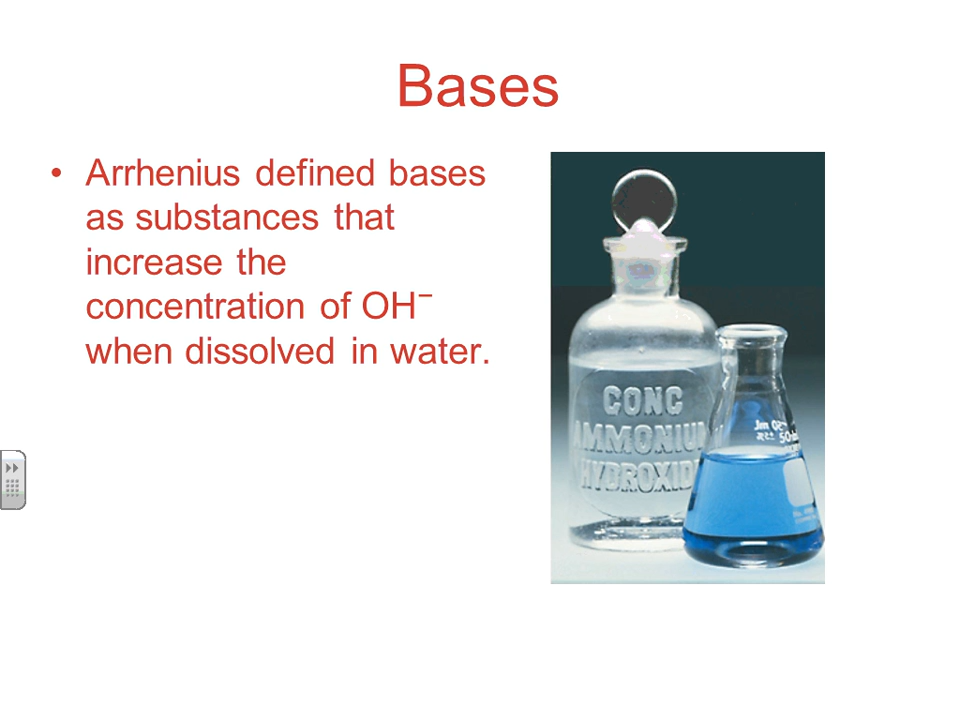 Bases
• Arrhenius defined bases
as substances that
increase the
concentration of OH⁻
when dissolved in water.
CONC
AMMONIUM
HYDROXIDE
50